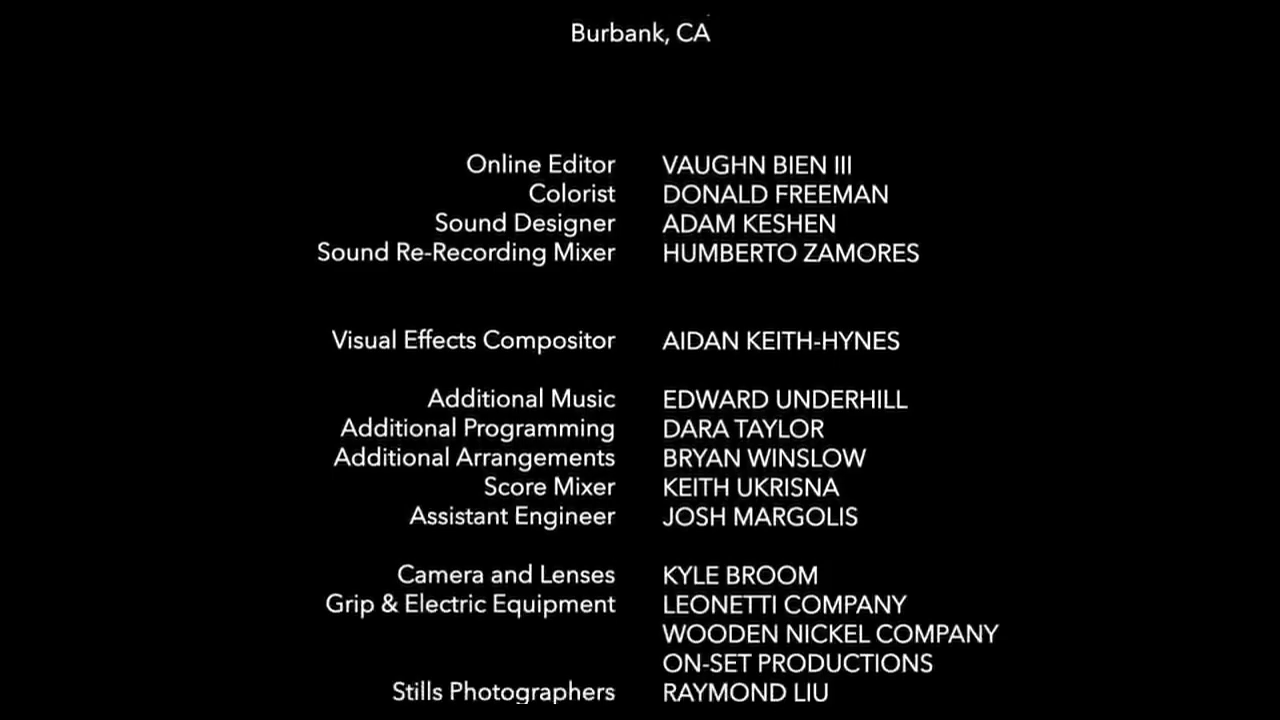 Burbank, CA
Online Editor VAUGHN BIEN III
Colorist DONALD FREEMAN
Sound Designer ADAM KESHEN
Sound Re-Recording Mixer HUMBERTO ZAMORES
Visual Effects Compositor AIDAN KEITH-HYNES
Additional Music EDWARD UNDERHILL
Additional Programming DARA TAYLOR
Additional Arrangements BRYAN WINSLOW
Score Mixer KEITH UKRISNA
Assistant Engineer JOSH MARGOLIS
Camera and Lenses KYLE BROOM
Grip & Electric Equipment LEONETTI COMPANY
WOODEN NICKEL COMPANY
ON-SET PRODUCTIONS
Stills Photographers RAYMOND LIU